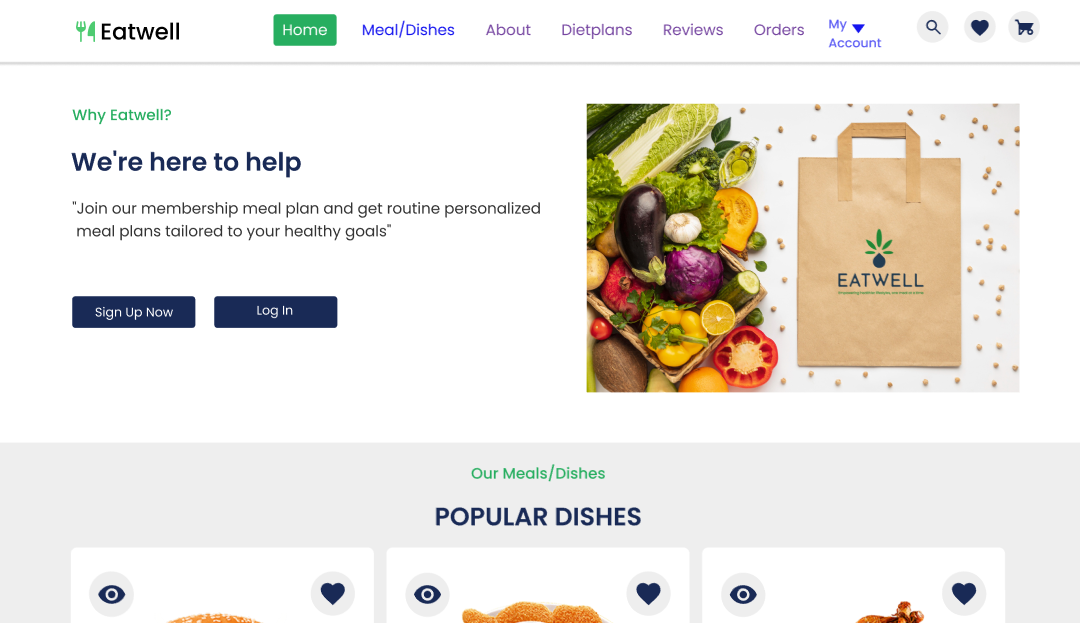 Eatwell
Home
Meal/Dishes
About
Dietplans
Reviews
Orders
My
Account
Why Eatwell?
We're here to help
"Join our membership meal plan and get routine personalized
meal plans tailored to your healthy goals"
Sign Up Now
Log In
EATWELL
Our Meals/Dishes
POPULAR DISHES